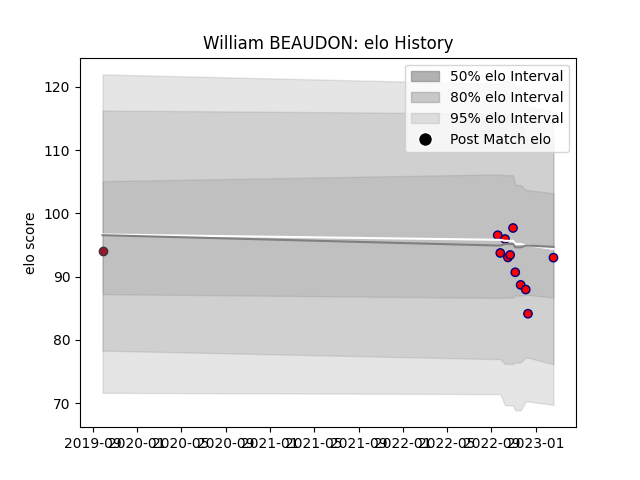 William BEAUDON: elo History
50% elo Interval
80% elo Interval
95% elo Interval
Post Match elo
elo score
120
110
100
90
80
70
2019-09 2020-01 2020-05 2020-09 2021-01 2021-05 2021-09 2022-01 2022-05 2022-09 2023-01